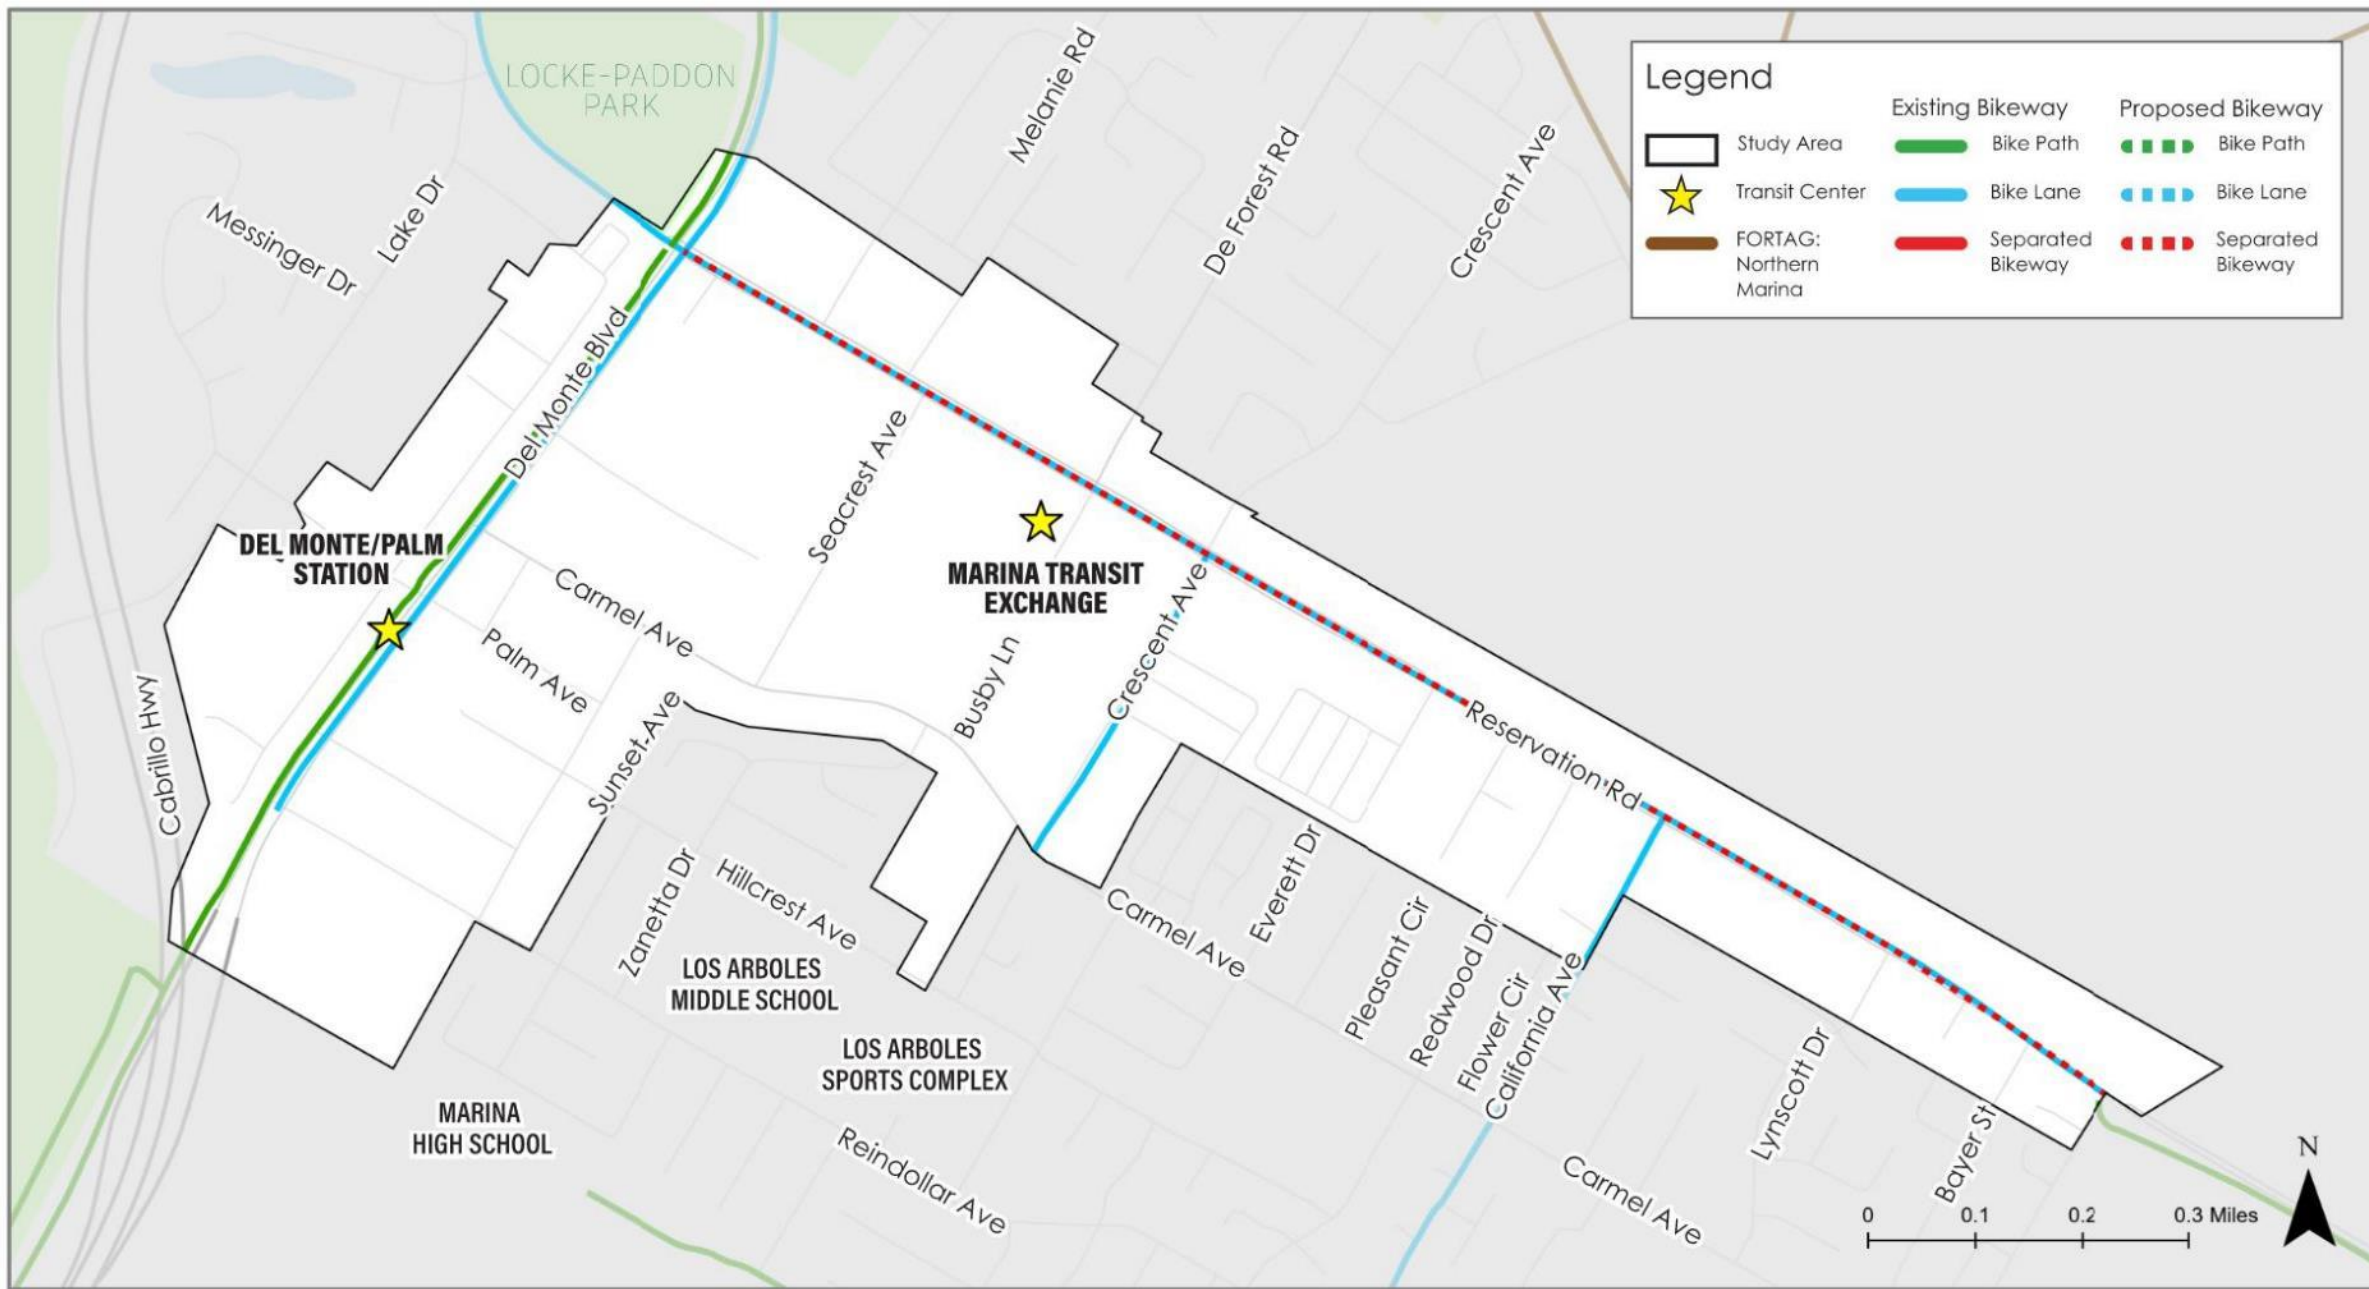 LOCKE-PADDON
PARK
Melanie Rd
De Forest Rd
Crescent Ave
Messinger Dr
Lake Dr
Legend
Existing Bikeway
Proposed Bikeway
Study Area
Bike Path
Bike Path
Transit Center
Bike Lane
Bike Lane
FORTAG:
Northern
Marina
Separated
Bikeway
Separated
Bikeway
Del Monte Blvd
Seacrest Ave
DEL MONTE/PALM
STATION
MARINA TRANSIT
EXCHANGE
Carmel Ave
Palm Ave
Sunset Ave
Busby Ln
Crescent Ave
Cabrillo Hwy
Reservation Rd
Zanetta Dr
Hillcrest Ave
Carmel Ave
Everett Dr
Pleasant Cir
Redwood Dr
Flower Cir
California Ave
LOS ARBOLES
MIDDLE SCHOOL
LOS ARBOLES
SPORTS COMPLEX
MARINA
HIGH SCHOOL
Reindollar Ave
Carmel Ave
Lynscott Dr
Bayer St
N
0 0.1 0.2 0.3 Miles